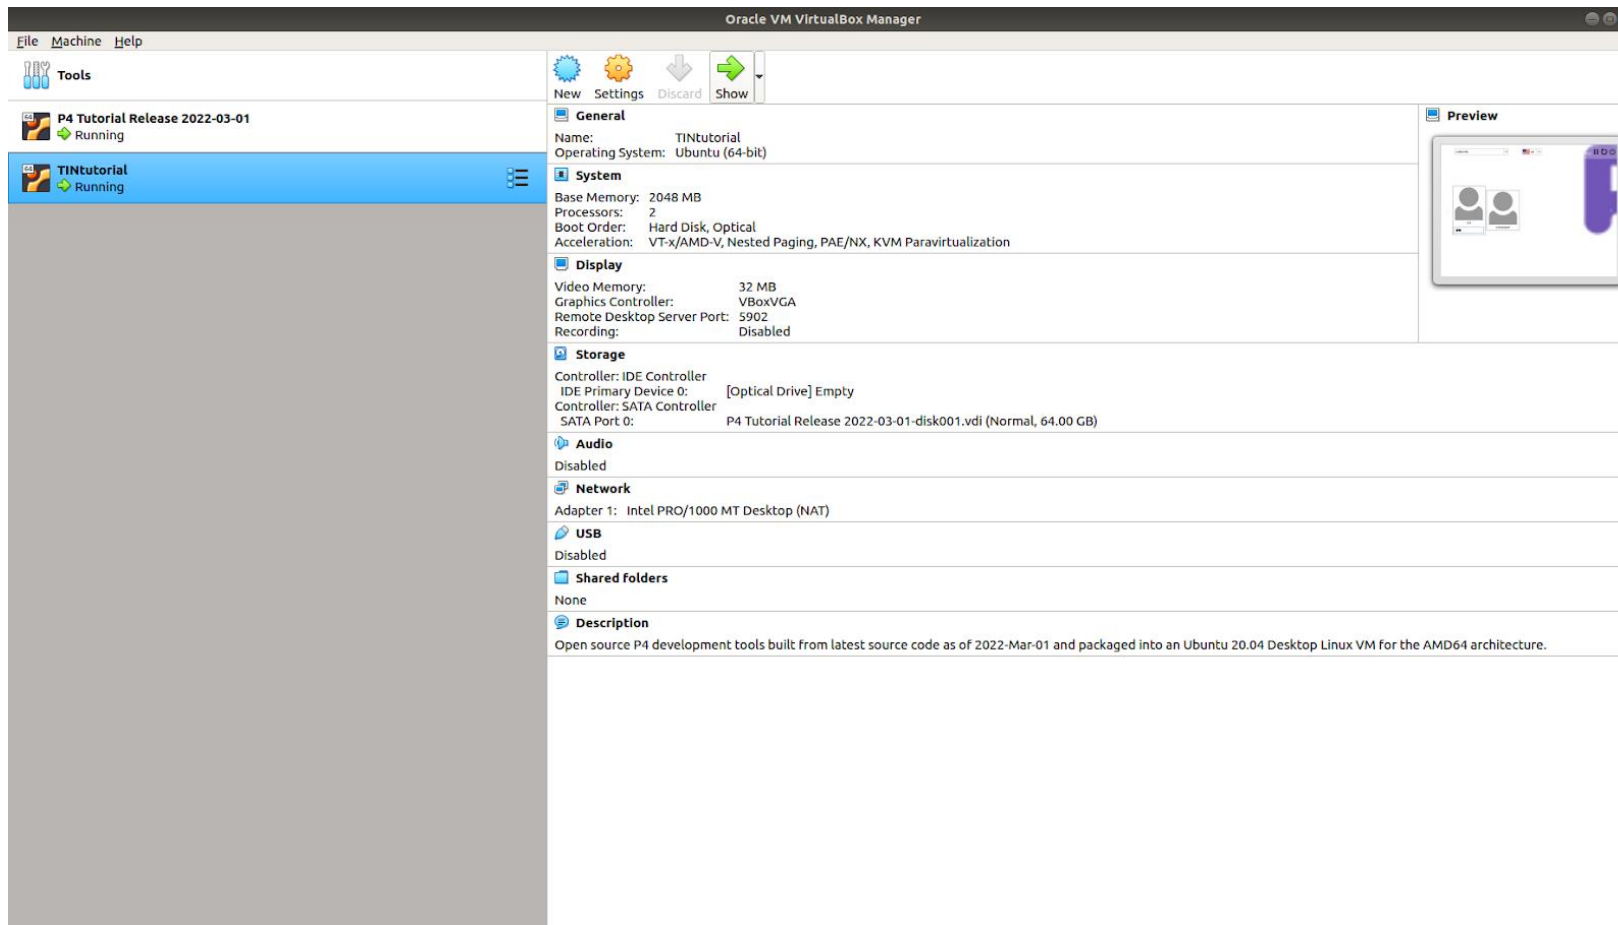 Oracle VM VirtualBox Manager
File Machine Help
Tools
New Settings Discard Show
P4 Tutorial Release 2022-03-01
Running
TINtutorial
Running
General
Name: TINtutorial
Operating System: Ubuntu (64-bit)
Preview
System
Base Memory: 2048 MB
Processors: 2
Boot Order: Hard Disk, Optical
Acceleration: VT-x/AMD-V, Nested Paging, PAE/NX, KVM Paravirtualization
Display
Video Memory: 32 MB
Graphics Controller: VBoxVGA
Remote Desktop Server Port: 5902
Recording: Disabled
Storage
Controller: IDE Controller
IDE Primary Device 0: [Optical Drive] Empty
Controller: SATA Controller
SATA Port 0: P4 Tutorial Release 2022-03-01-disk001.vdi (Normal, 64.00 GB)
Audio
Disabled
Network
Adapter 1: Intel PRO/1000 MT Desktop (NAT)
USB
Disabled
Shared folders
None
Description
Open source P4 development tools built from latest source code as of 2022-Mar-01 and packaged into an Ubuntu 20.04 Desktop Linux VM for the AMD64 architecture.